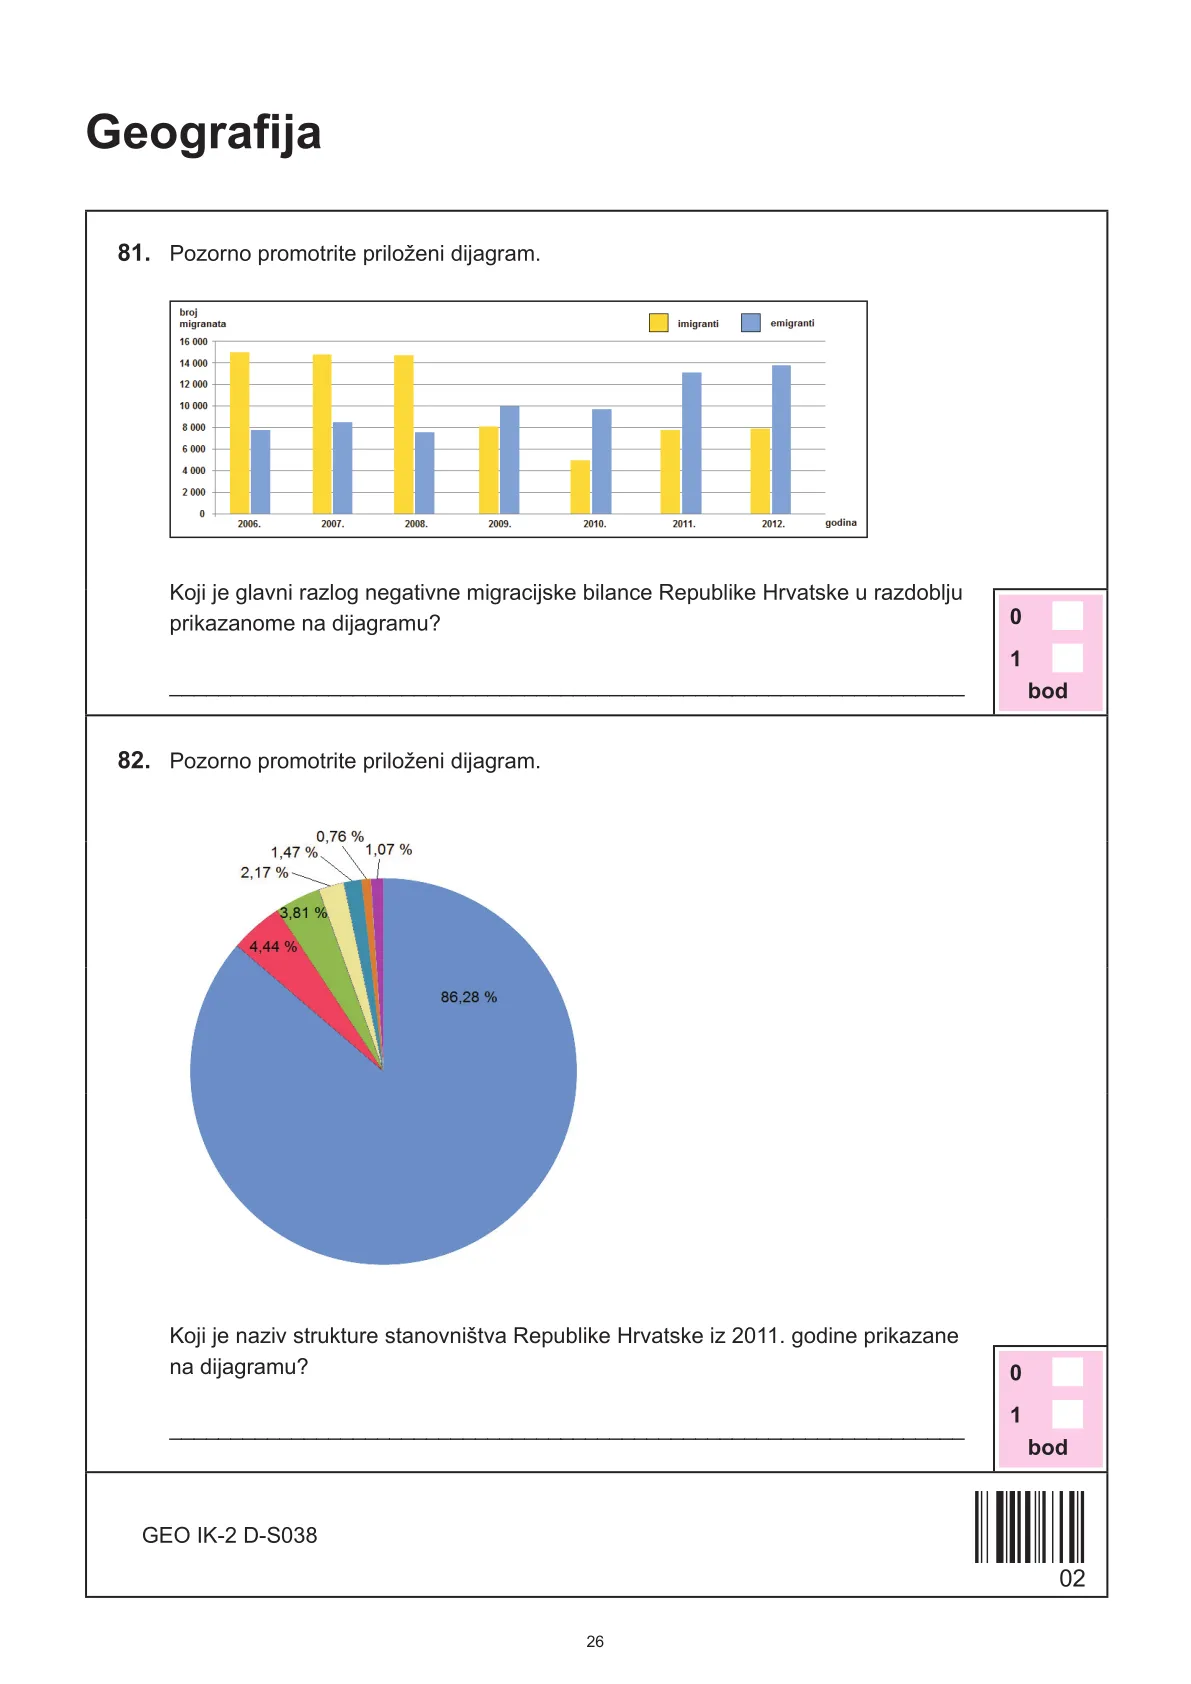 Geografija
81. Pozorno promotrite priloženi dijagram.
broj
migranata
imigranti
emigranti
16 000
14 000
12 000
10 000
8 000
6 000
4 000
2 000
0
2006. 2007. 2008. 2009. 2010. 2011. 2012. godina
Koji je glavni razlog negativne migracijske bilance Republike Hrvatske u razdoblju
prikazanome na dijagramu?
0
1
bod
82. Pozorno promotrite priloženi dijagram.
0,76 %
1,47 %
1,07 %
2,17 %
3,81 %
4,44 %
86,28 %
Koji je naziv strukture stanovništva Republike Hrvatske iz 2011. godine prikazane
na dijagramu?
0
1
bod
GEO IK-2 D-S038
02
26